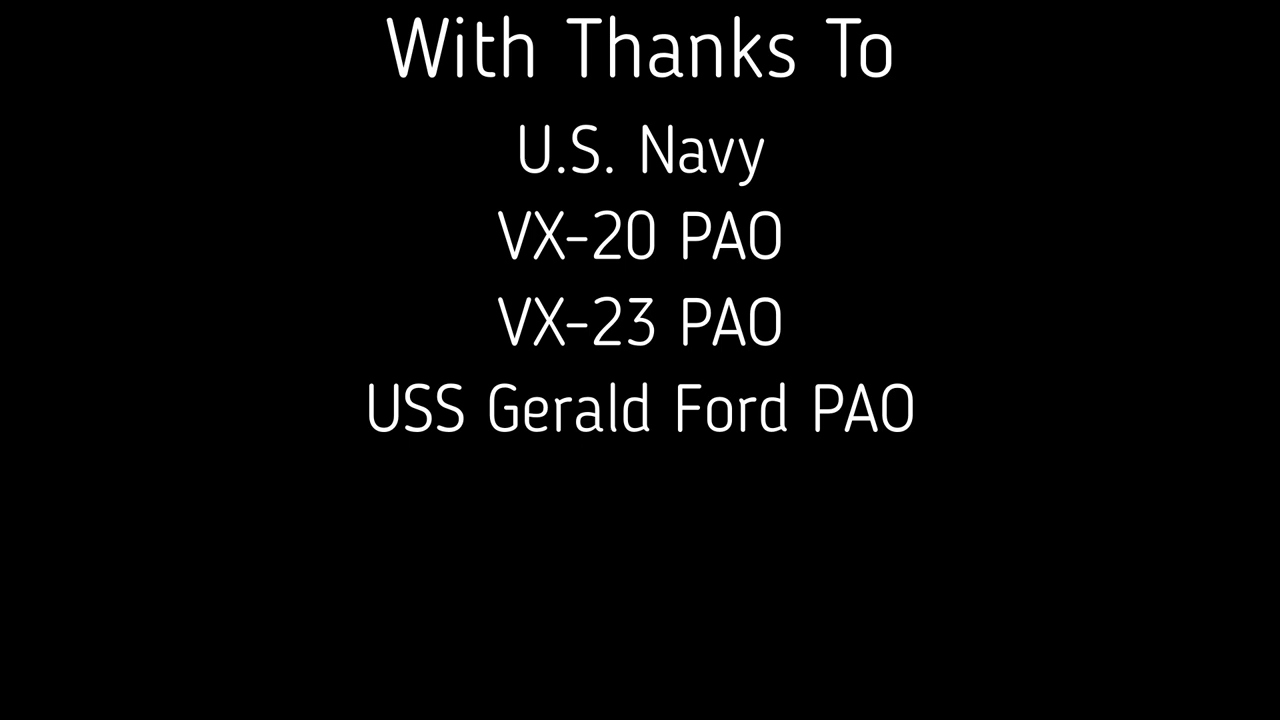 With Thanks To
U.S. Navy
VX-20 PAO
VX-23 PAO
USS Gerald Ford PAO